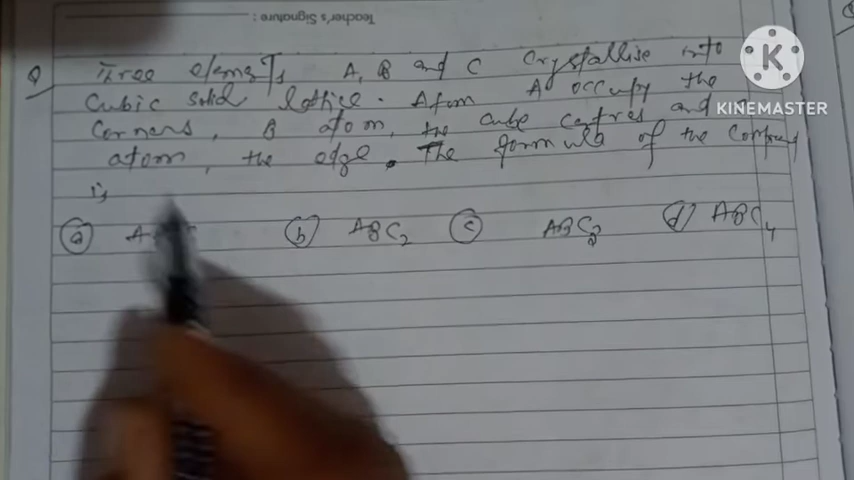 Teacher's Signature :
K
KINEMASTER
Q Three elements A, B and C crystallise into
Cubic solid lattice. Atom A occupy the
Corners, B atom, the cube centres and
atom, the edge. The formula of the compound
is
(a) (b) ABC2 (c) ABC3 (d) ABC4